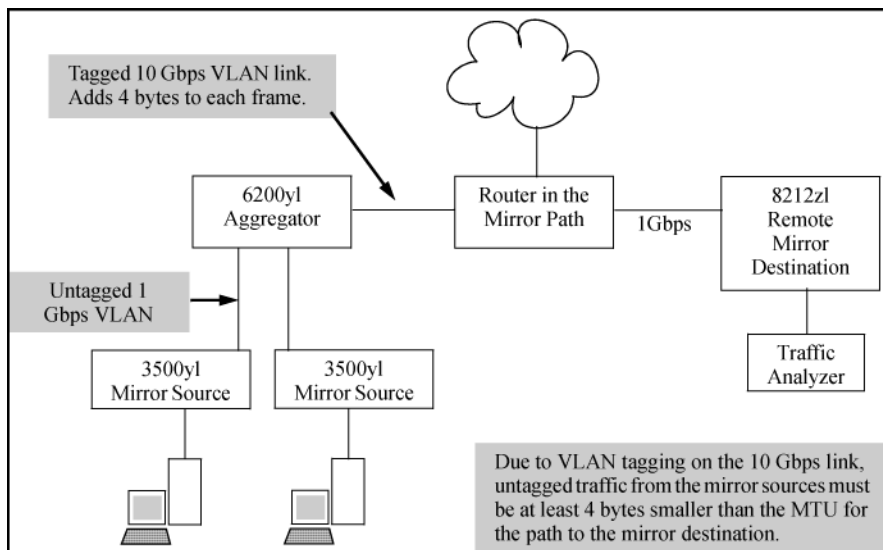 Tagged 10 Gbps VLAN link.
Adds 4 bytes to each frame.
6200yl
Aggregator
Router in the
Mirror Path
1Gbps
8212zl
Remote
Mirror
Destination
Untagged 1
Gbps VLAN
3500yl
Mirror Source
3500yl
Mirror Source
Traffic
Analyzer
Due to VLAN tagging on the 10 Gbps link,
untagged traffic from the mirror sources must
be at least 4 bytes smaller than the MTU for
the path to the mirror destination.